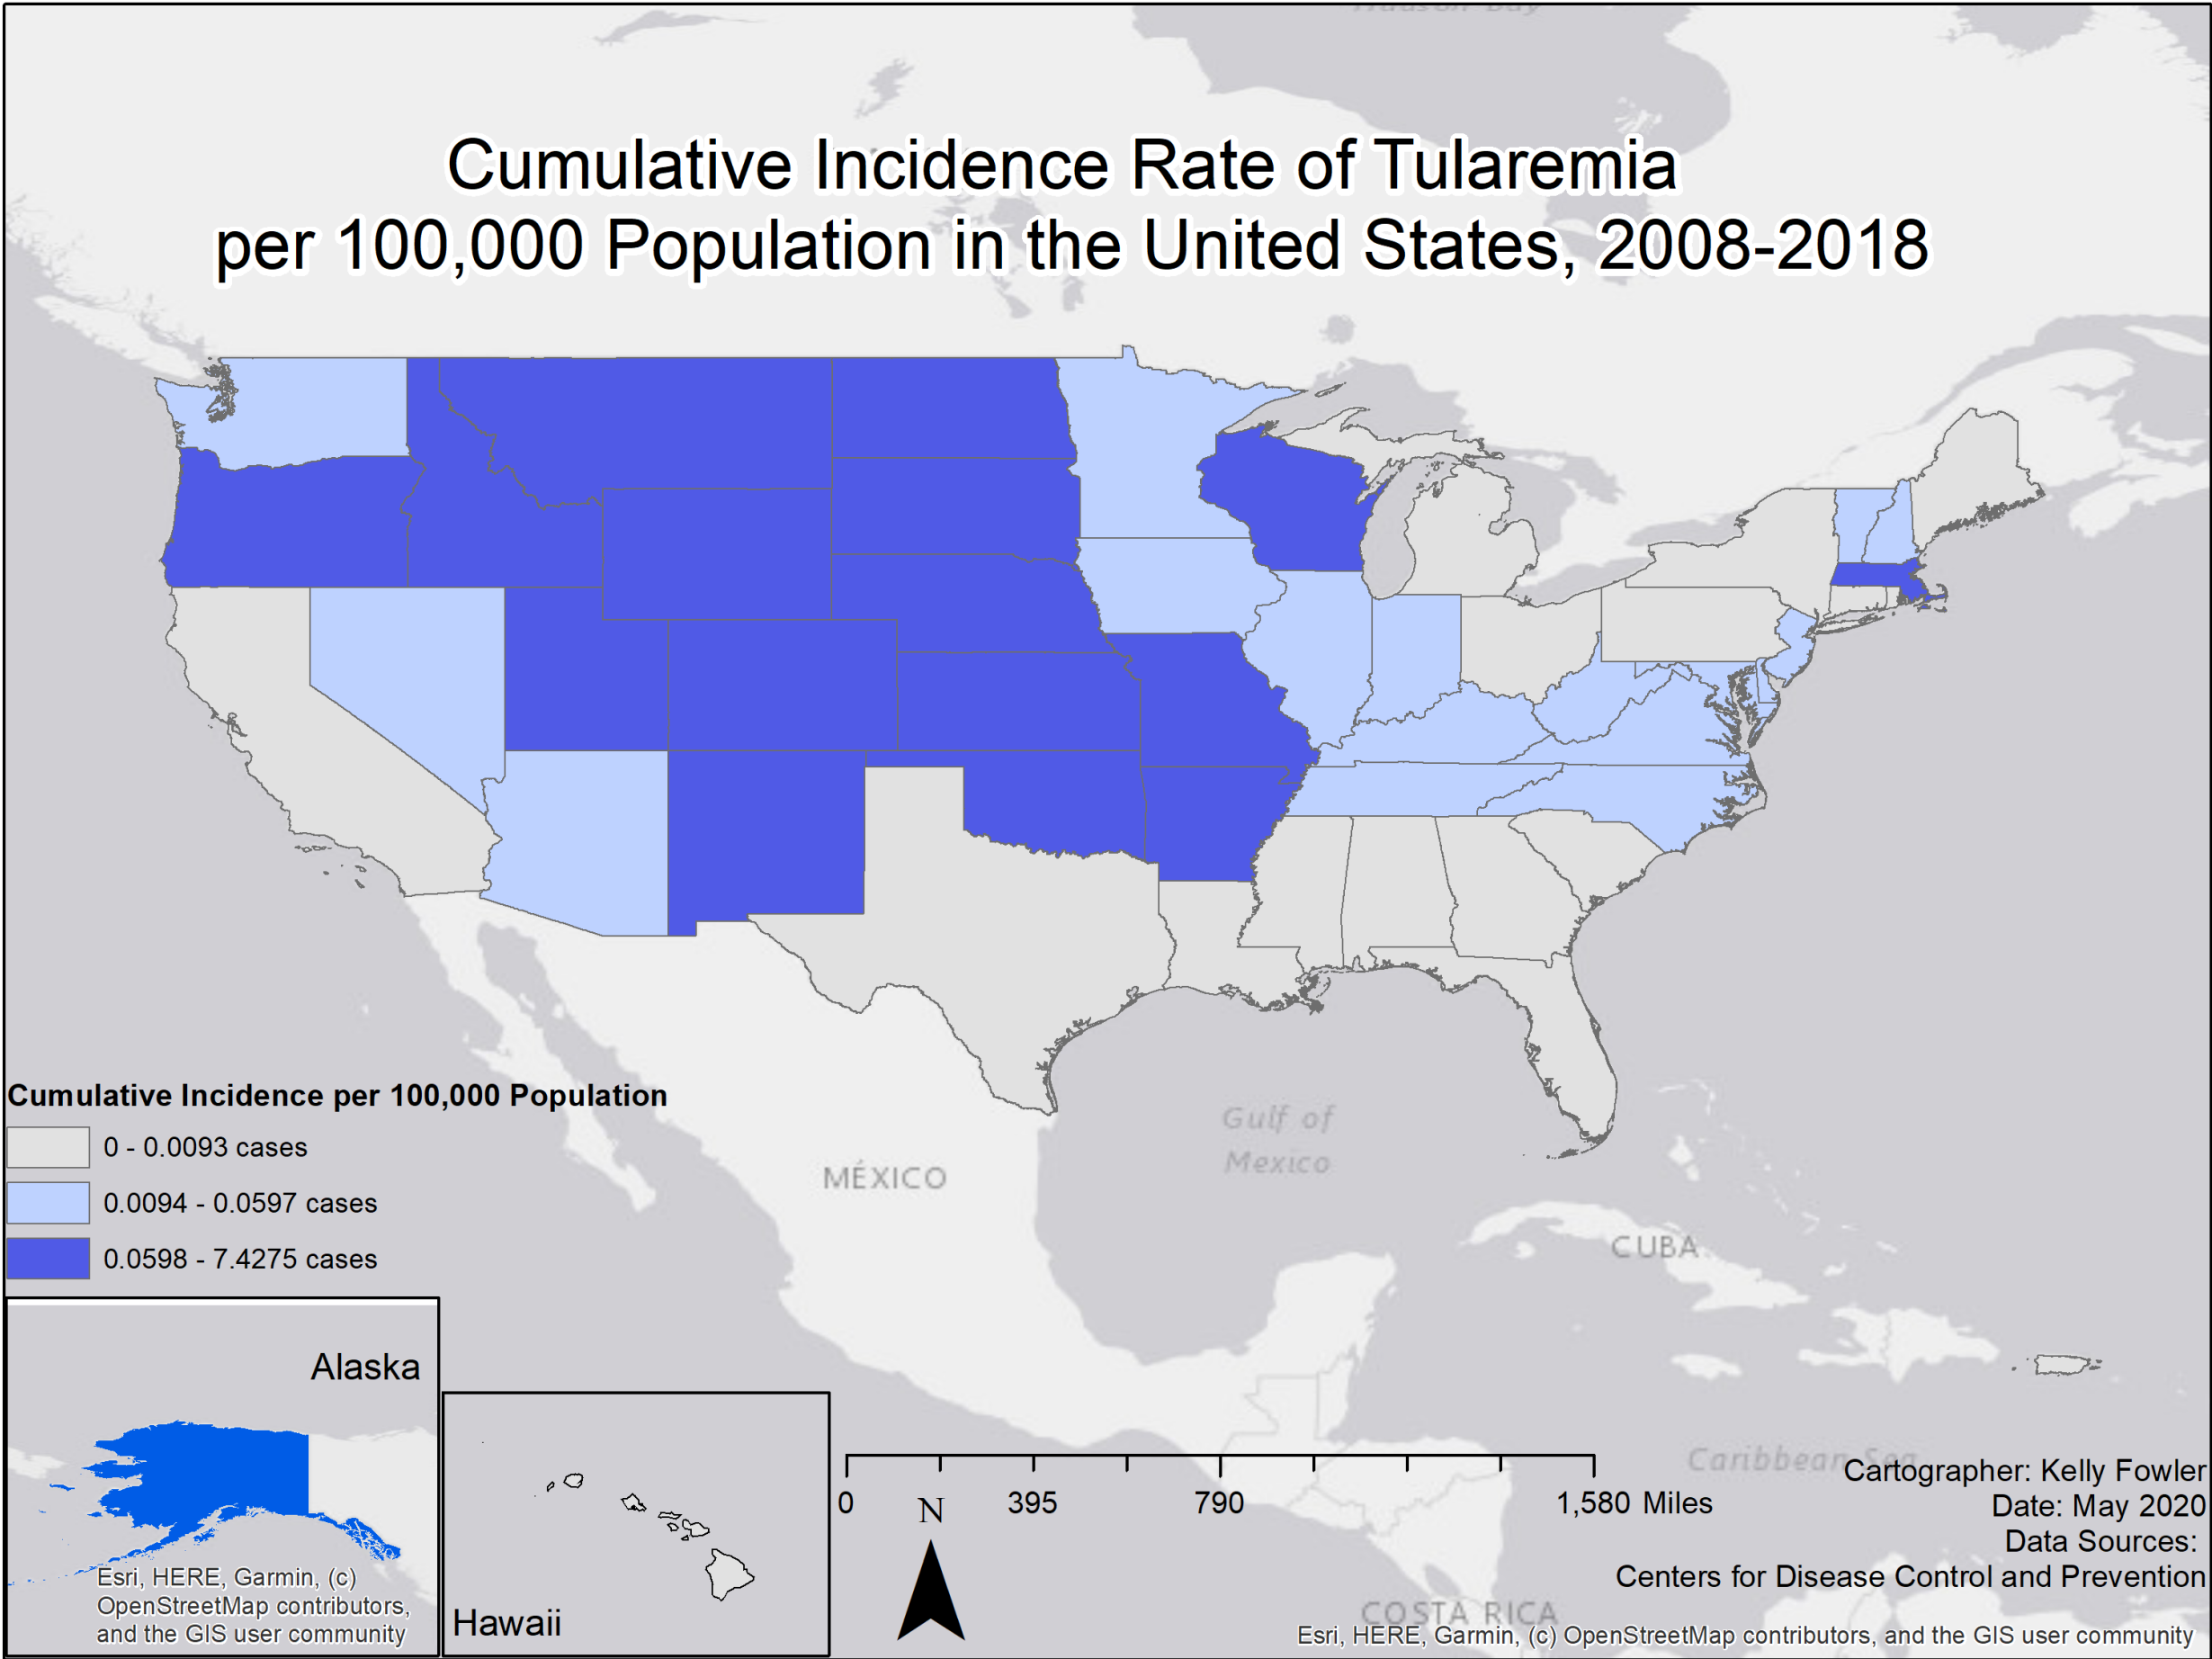 Hudson Bay
Cumulative Incidence Rate of Tularemia
per 100,000 Population in the United States, 2008-2018
Cumulative Incidence per 100,000 Population
0 - 0.0093 cases
0.0094 - 0.0597 cases
0.0598 - 7.4275 cases
Gulf of
Mexico
MÉXICO
CUBA
Caribbean Sea
COSTA RICA
Alaska
Esri, HERE, Garmin, (c)
OpenStreetMap contributors,
and the GIS user community
Hawaii
0 395 790 1,580 Miles
N
Cartographer: Kelly Fowler
Date: May 2020
Data Sources:
Centers for Disease Control and Prevention
Esri, HERE, Garmin, (c) OpenStreetMap contributors, and the GIS user community